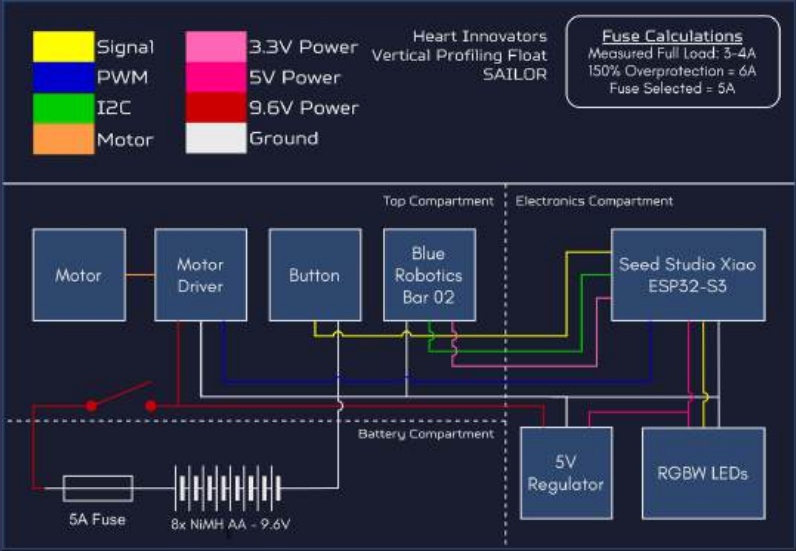 Signal
PWM
I2C
Motor
3.3V Power
5V Power
9.6V Power
Ground
Heart Innovators
Vertical Profiling Float
SAILOR
Fuse Calculations
Measured Full Load: 3-4A
150% Overprotection = 6A
Fuse Selected = 5A
Top Compartment
Electronics Compartment
Motor
Motor
Driver
Button
Blue
Robotics
Bar 02
Seed Studio Xiao
ESP32-S3
Battery Compartment
5V
Regulator
RGBW LEDs
5A Fuse
8x NiMH AA - 9.6V